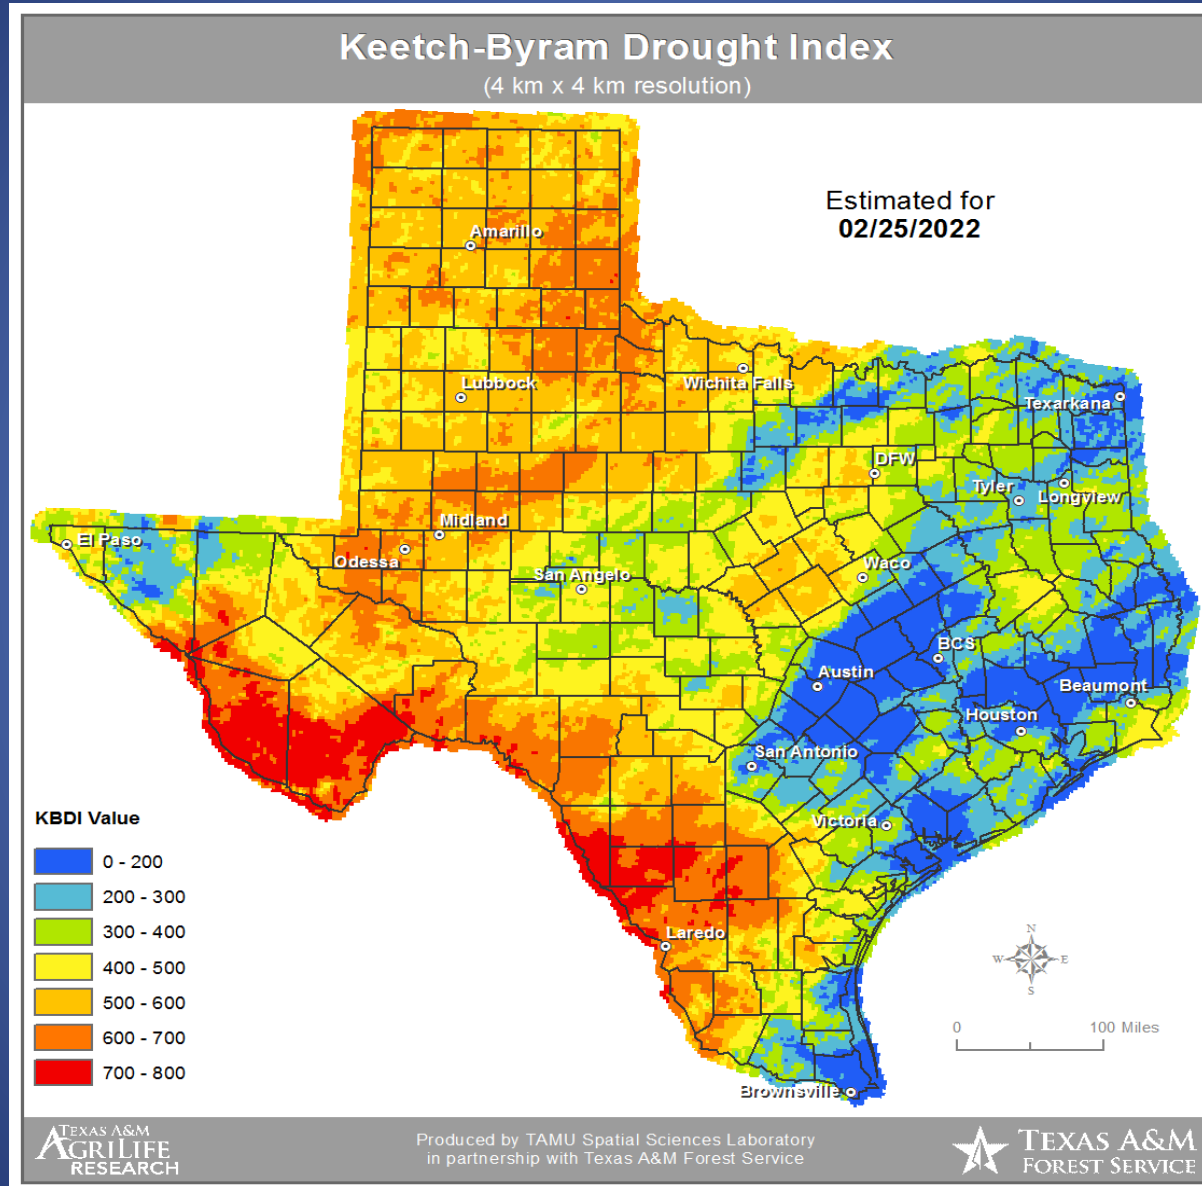 Keetch-Byram Drought Index
(4 km x 4 km resolution)
Estimated for
02/25/2022
Amarillo
Lubbock
Wichita Falls
Texarkana
DFW
Tyler
Longview
Midland
El Paso
Odessa
San Angelo
Waco
BCS
Austin
Beaumont
Houston
San Antonio
Victoria
Laredo
Brownsville
KBDI Value
0 - 200
200 - 300
300 - 400
400 - 500
500 - 600
600 - 700
700 - 800
N
W E
S
0 100 Miles
TEXAS A&M
AGRILIFE
RESEARCH
Produced by TAMU Spatial Sciences Laboratory
in partnership with Texas A&M Forest Service
TEXAS A&M
FOREST SERVICE